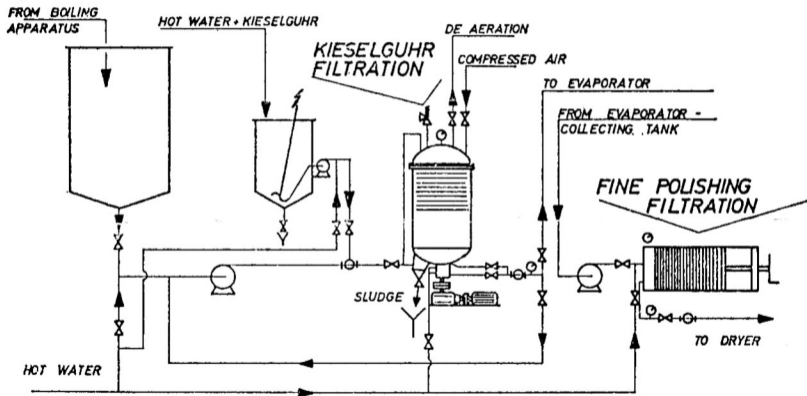 FROM BOILING
APPARATUS
HOT WATER + KIESELGUHR
KIESELGUHR
FILTRATION
DE AERATION
COMPRESSED AIR
TO EVAPORATOR
FROM EVAPORATOR -
COLLECTING TANK
FINE POLISHING
FILTRATION
SLUDGE
TO DRYER
HOT WATER